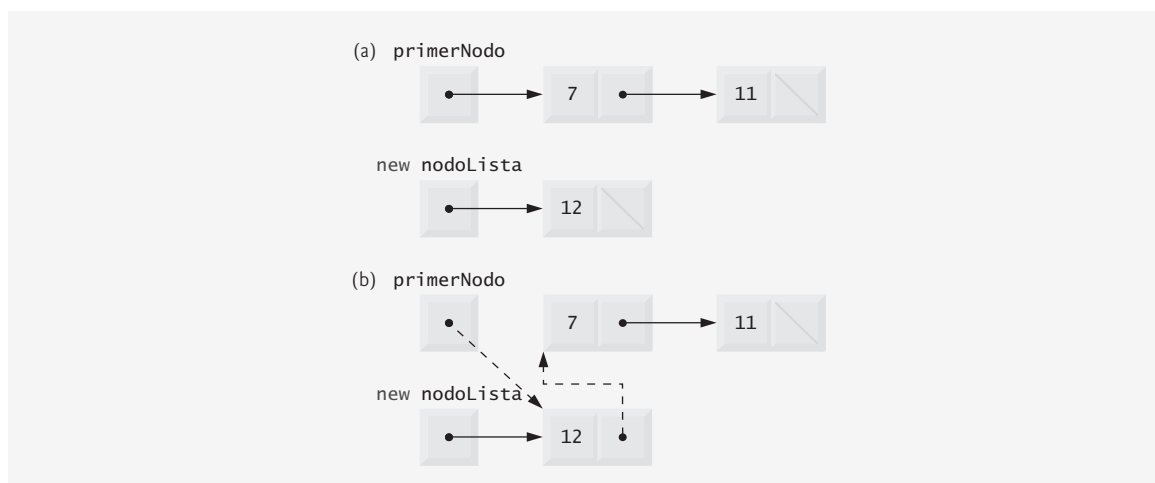 (a) primerNodo
7 11
new nodoLista
12
(b) primerNodo
7 11
new nodoLista
12